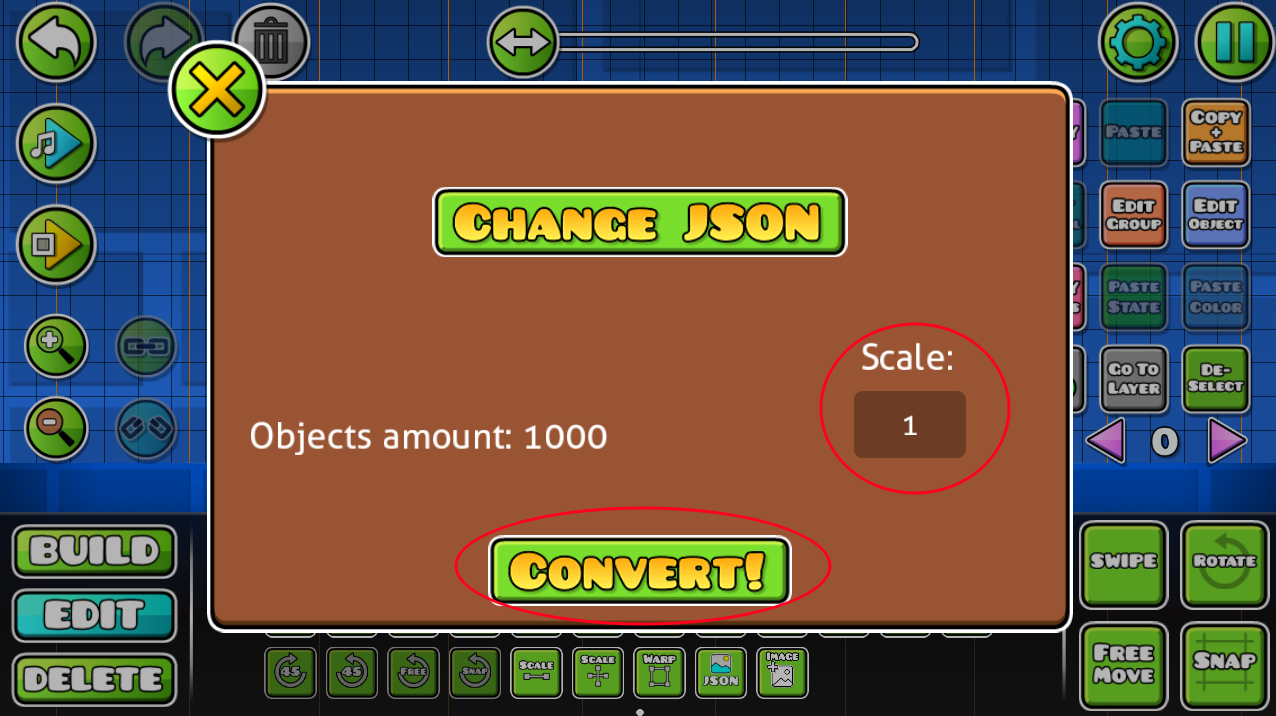 CHANGE JSON
Scale:
1
Objects amount: 1000
CONVERT!
PASTE
COPY
+
PASTE
EDIT
GROUP
EDIT
OBJECT
PASTE
STATE
PASTE
COLOR
GO TO
LAYER
DE-
SELECT
0
BUILD
EDIT
DELETE
45
45
FREE
SNAP
SCALE
SCALE
WARP
JSON
IMAGE
SWIPE
ROTATE
FREE
MOVE
SNAP